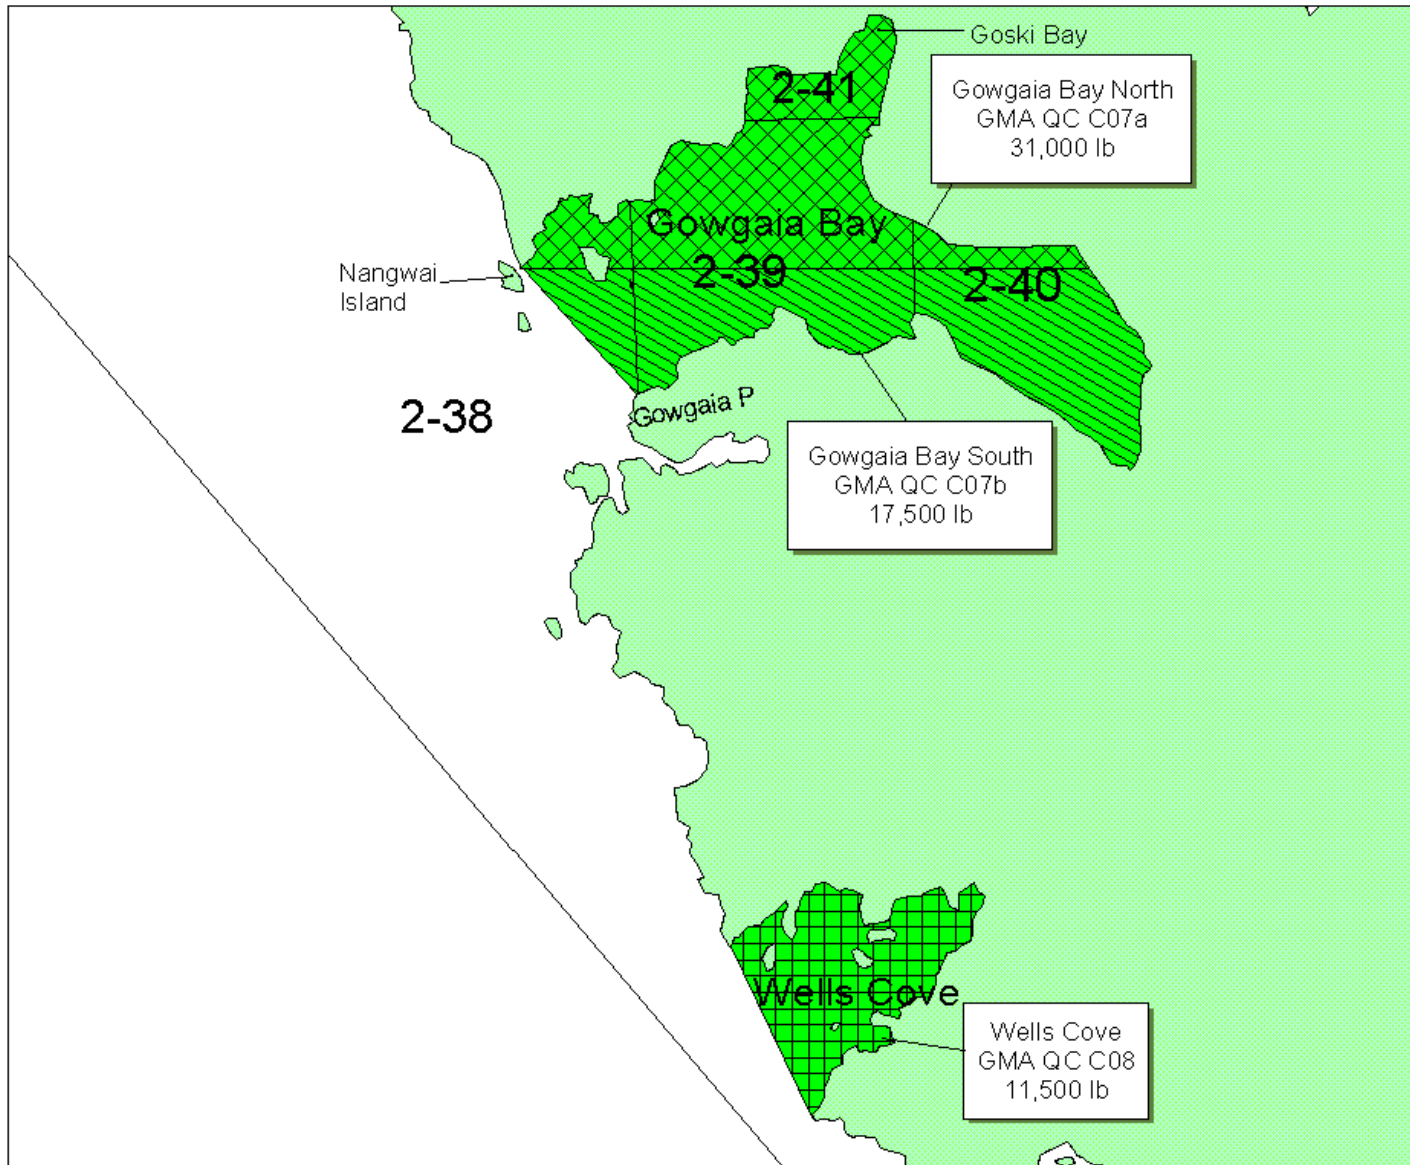 Goski Bay
2-41
Gowgaia Bay North
GMA QC C07a
31,000 lb
Gowgaia Bay
2-39
2-40
Nangwai
Island
2-38
Gowgaia P
Gowgaia Bay South
GMA QC C07b
17,500 lb
Wells Cove
Wells Cove
GMA QC C08
11,500 lb